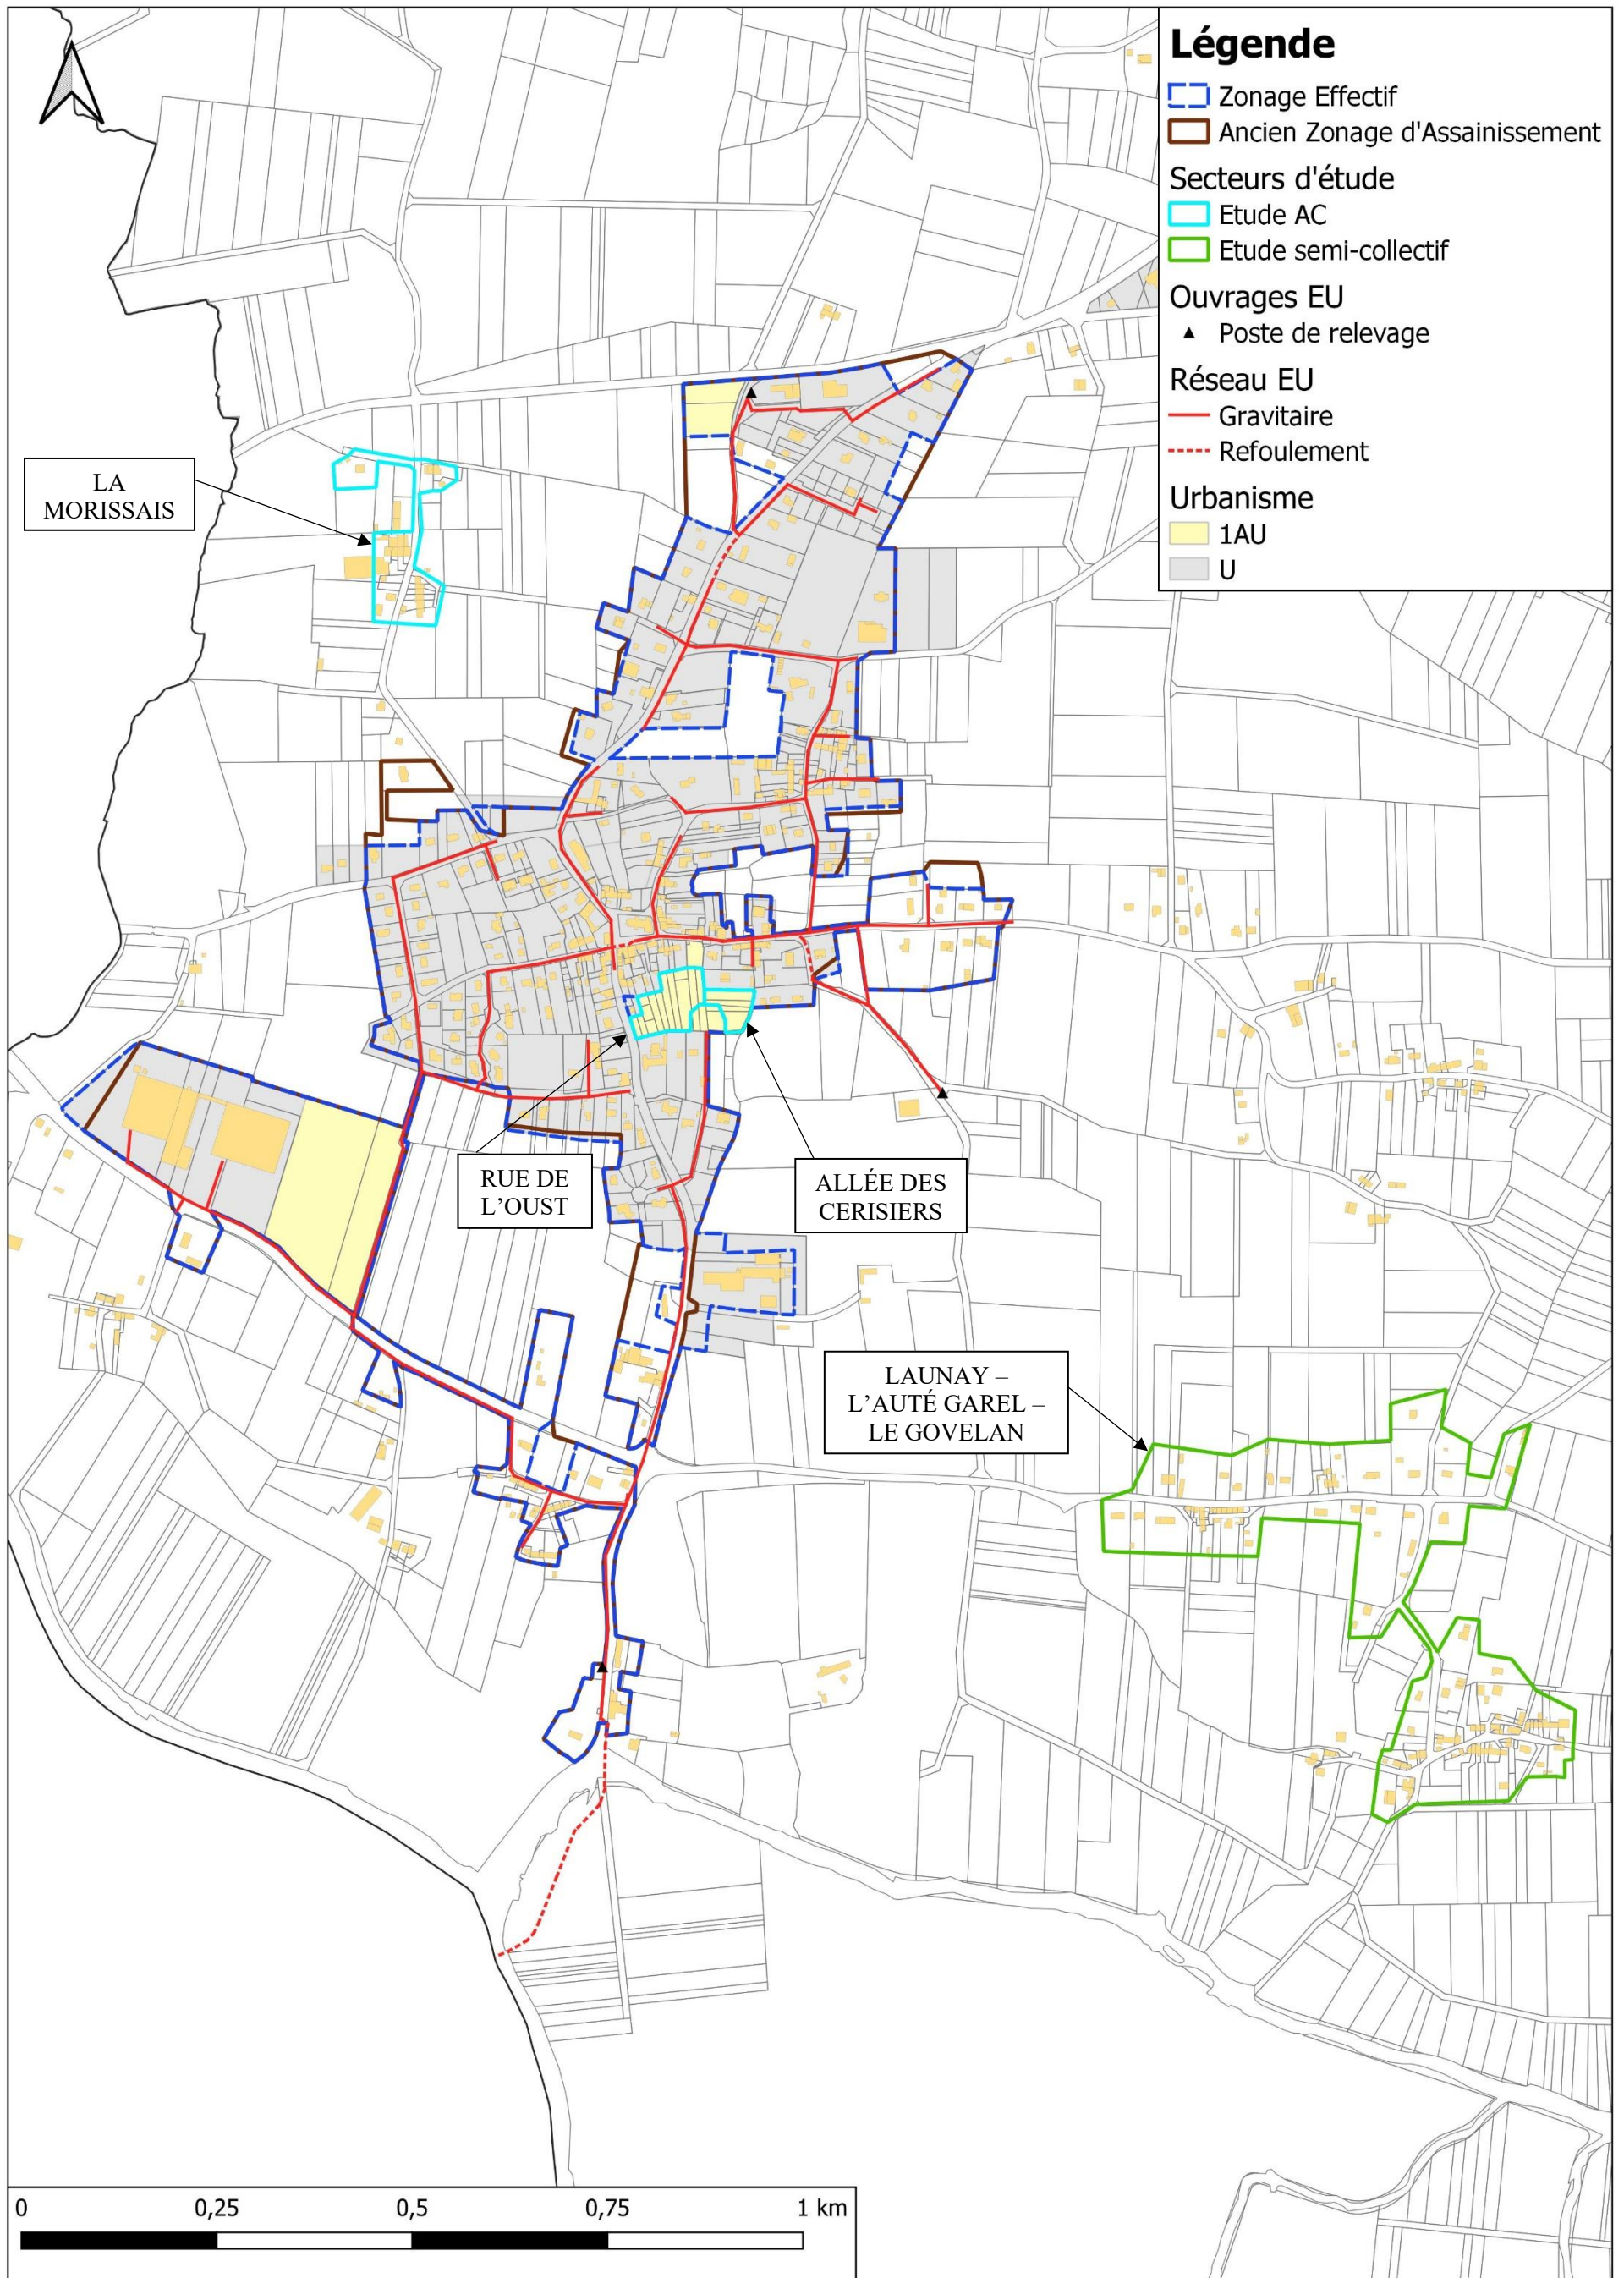 Légende
Zonage Effectif
Ancien Zonage d'Assainissement
Secteurs d'étude
Etude AC
Etude semi-collectif
Ouvrages EU
Poste de relevage
Réseau EU
Gravitaire
Refoulement
Urbanisme
1AU
U
LA
MORISSAIS
RUE DE
L'OUST
ALLÉE DES
CERISIERS
LAUNAY –
L'AUTÉ GAREL –
LE GOVELAN
0 0,25 0,5 0,75 1 km